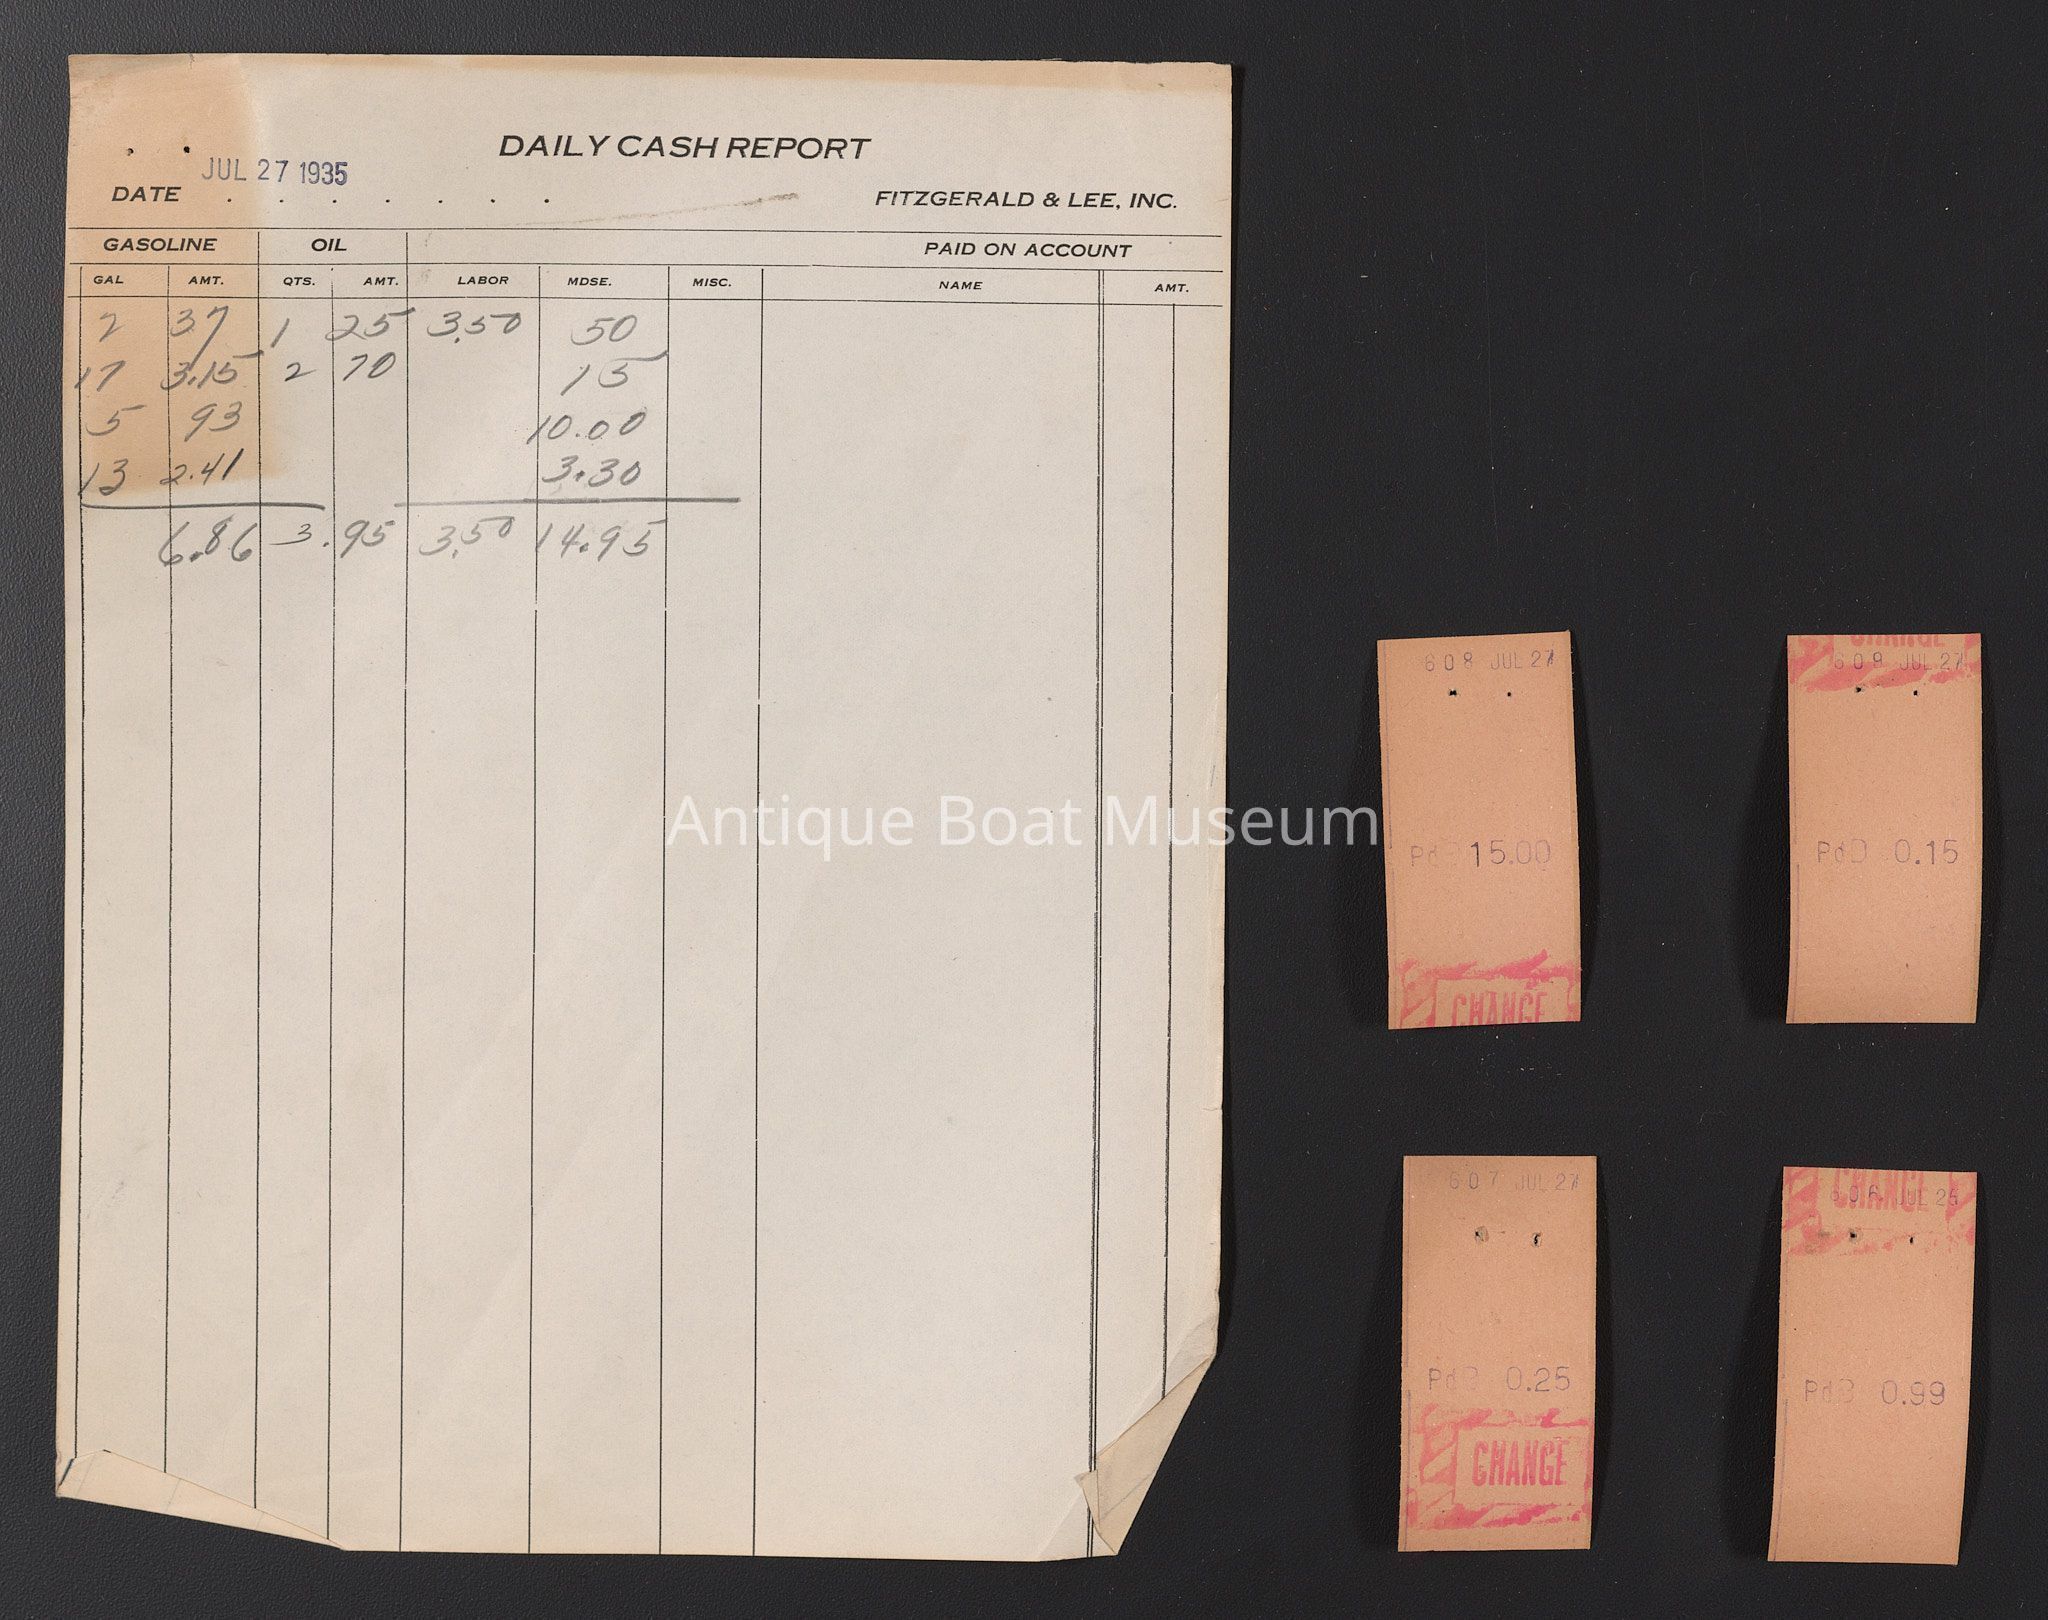 DAILY CASH REPORT
JUL 27 1935
DATE . . . . . . . FITZGERALD & LEE, INC.
GASOLINE OIL PAID ON ACCOUNT
GAL AMT. QTS. AMT. LABOR MDSE. MISC. NAME AMT.
2 37 1 25 3.50 50
17 3.15 2 70 15
5 93 10.00
13 2.41 3.30
6.86 3. 95 3.50 14.95
Antique Boat Museum
608 JUL 27
Pd 15.00
CHANGE
CHANGE
609 JUL 27
PdD 0.15
607 JUL 27
Pd 0.25
CHANGE
CHANGE
606 JUL
Pd 0.99